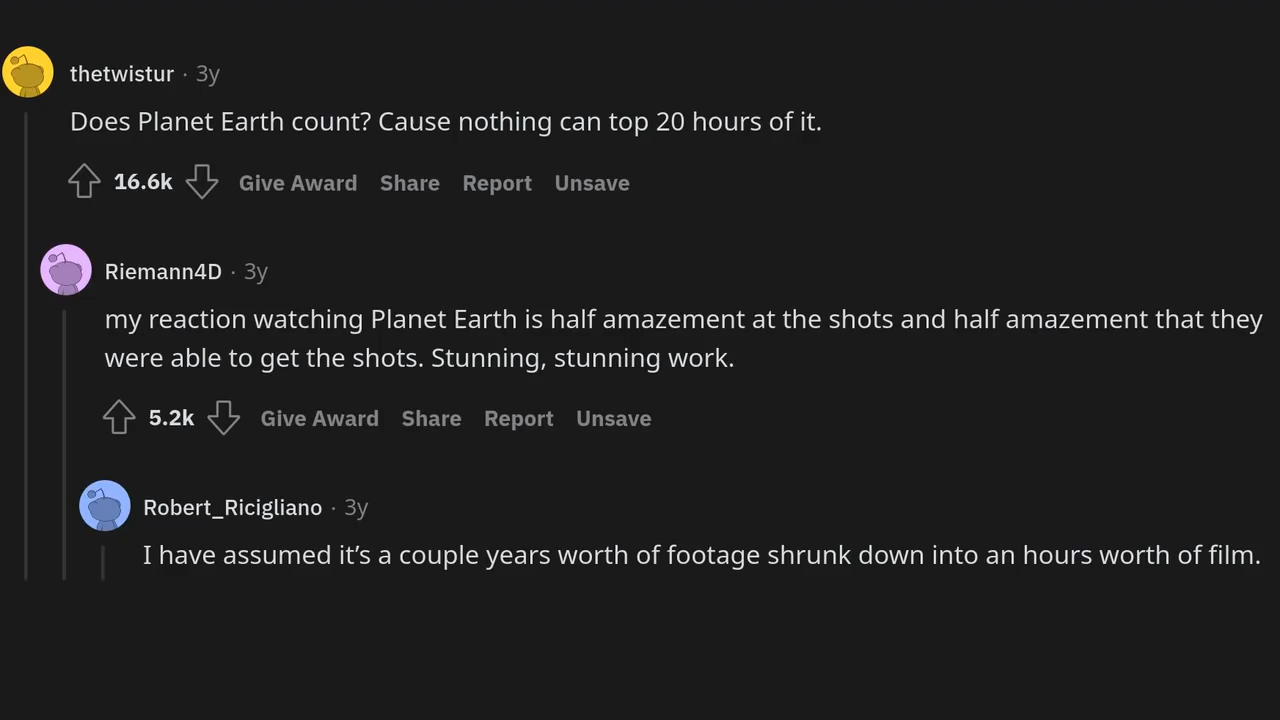 thetwistur · 3y
Does Planet Earth count? Cause nothing can top 20 hours of it.
16.6k Give Award Share Report Unsave
Riemann4D · 3y
my reaction watching Planet Earth is half amazement at the shots and half amazement that they
were able to get the shots. Stunning, stunning work.
5.2k Give Award Share Report Unsave
Robert_Ricigliano · 3y
I have assumed it’s a couple years worth of footage shrunk down into an hours worth of film.